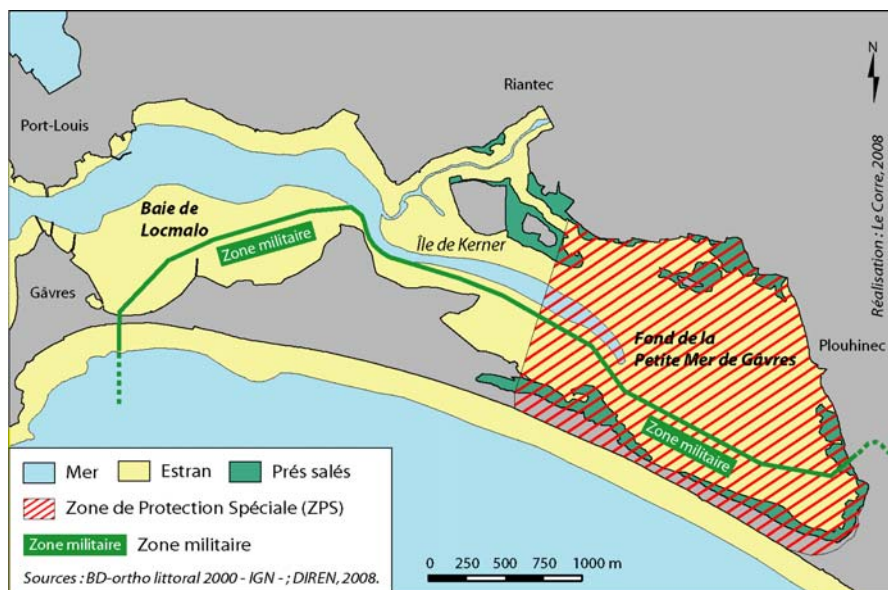 N
Riantec
Port-Louis
Réalisation : Le Corre, 2008
Baie de
Locmalo
Zone militaire
Île de Kerner
Gâvres
Fond de la
Petite Mer de Gâvres
Plouhinec
Zone militaire
Mer
Estran
Prés salés
Zone de Protection Spéciale (ZPS)
Zone militaire Zone militaire
0 250 500 750 1000 m
Sources : BD-ortho littoral 2000 - IGN - ; DIREN, 2008.